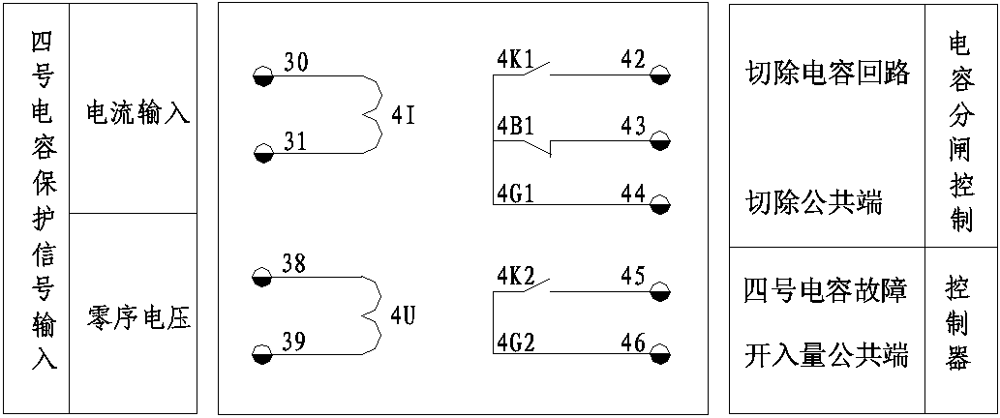 四号电容保护信号输入
电流输入
零序电压
30
31
4I
38
39
4U
4K1 42
4B1 43
4G1 44
4K2 45
4G2 46
切除电容回路
切除公共端
电容分闸控制
四号电容故障
开入量公共端
控制器